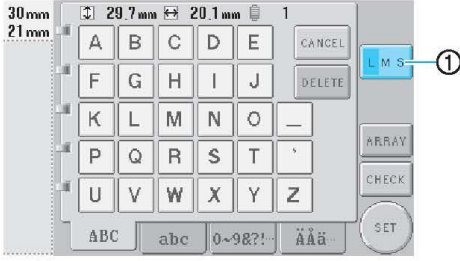 30mm
21mm
29.7mm 20.1mm 1
A B C D E CANCEL
L M S ①
F G H I J DELETE
K L M N O _
ARRAY
P Q R S T `
CHECK
U V W X Y Z
SET
ABC abc 0~9&?!··· ÄÅä···